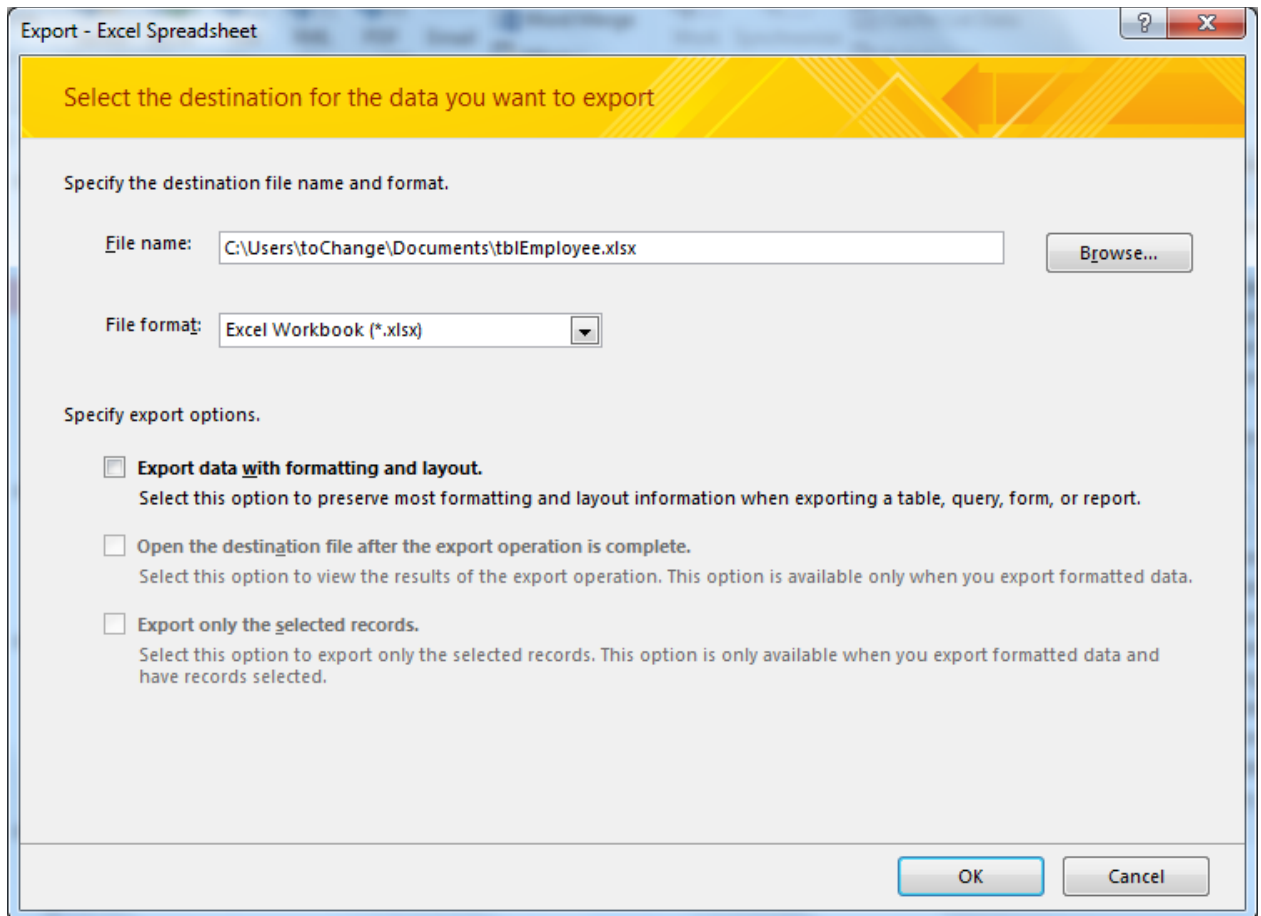 Export - Excel Spreadsheet
Select the destination for the data you want to export
Specify the destination file name and format.
File name: C:\Users\toChange\Documents\tblEmployee.xlsx Browse...
File format: Excel Workbook (*.xlsx)
Specify export options.
Export data with formatting and layout.
Select this option to preserve most formatting and layout information when exporting a table, query, form, or report.
Open the destination file after the export operation is complete.
Select this option to view the results of the export operation. This option is available only when you export formatted data.
Export only the selected records.
Select this option to export only the selected records. This option is only available when you export formatted data and
have records selected.
OK Cancel